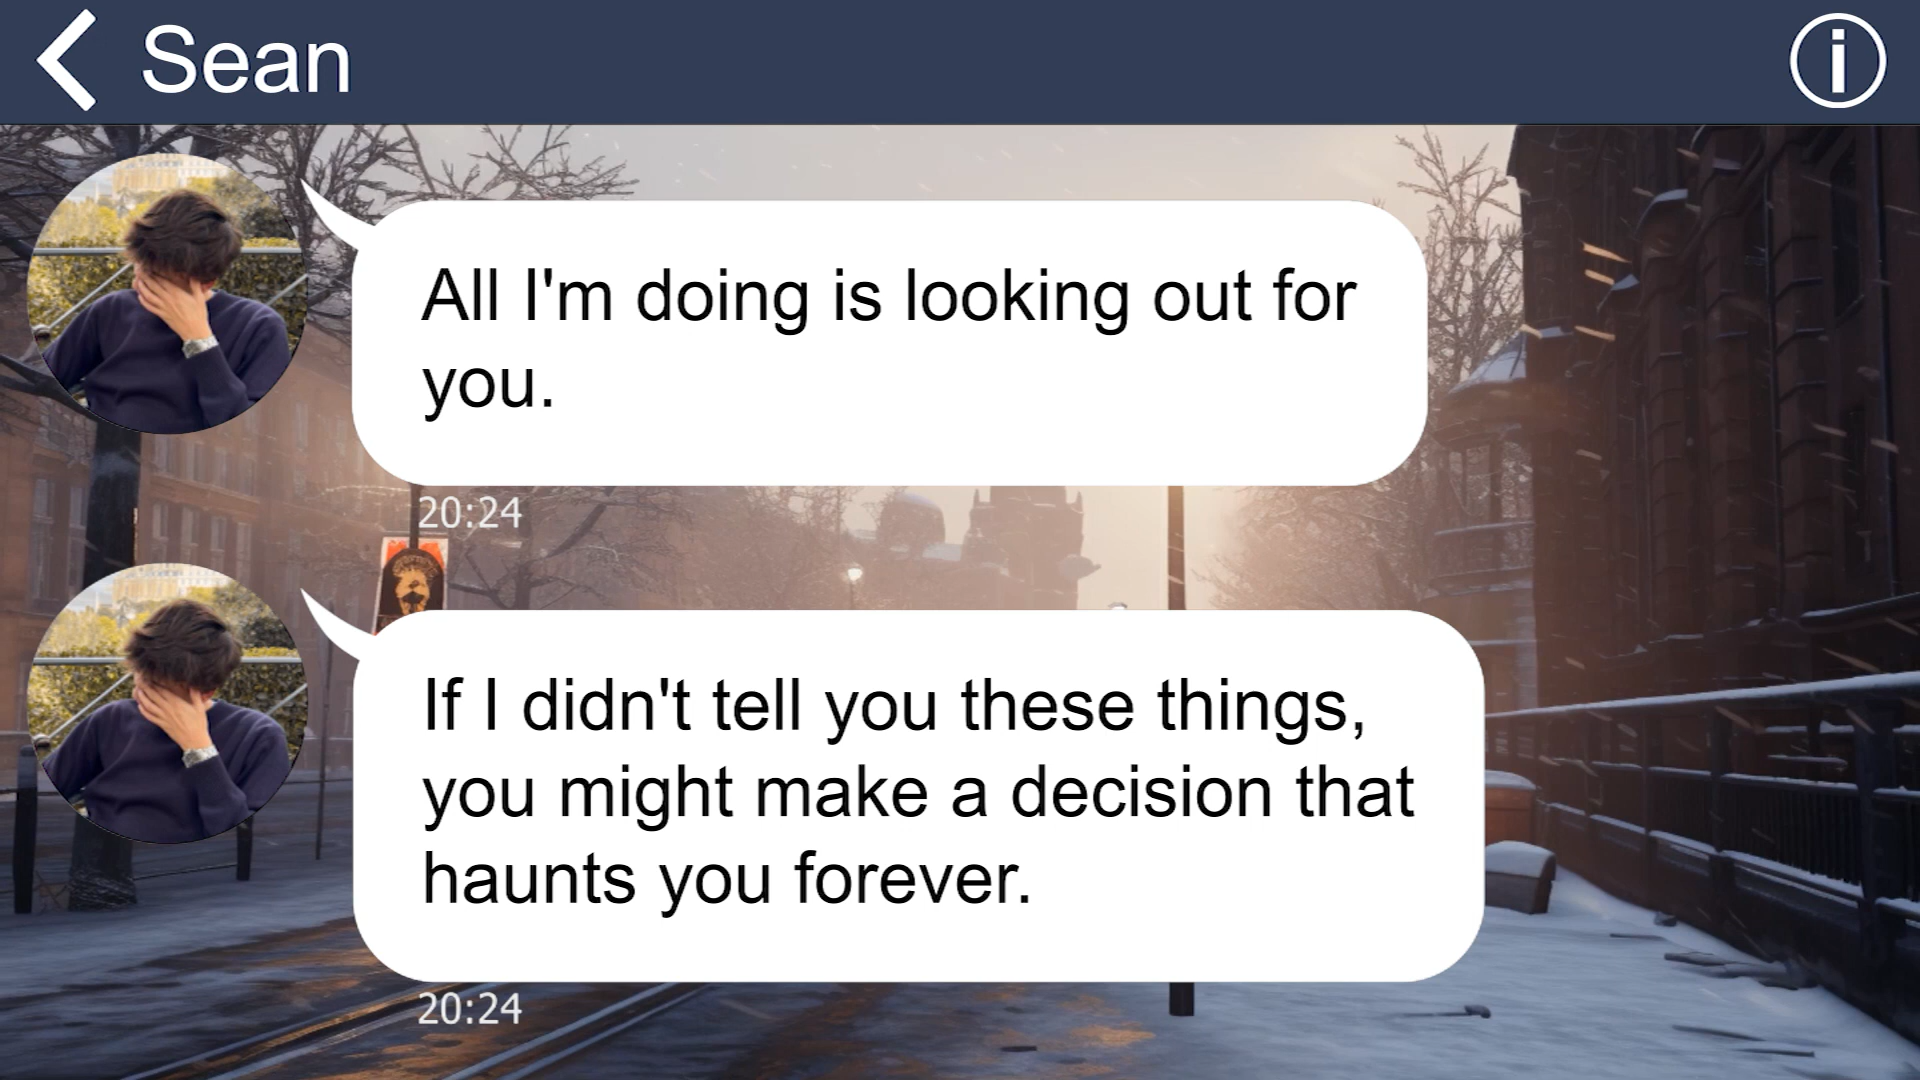 Sean
All I'm doing is looking out for
you.
20:24
If I didn't tell you these things,
you might make a decision that
haunts you forever.
20:24